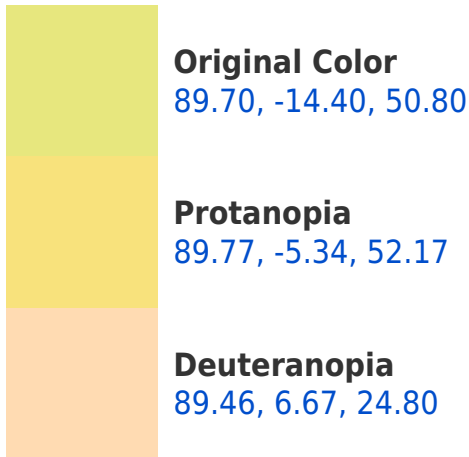 Original Color
89.70, -14.40, 50.80
Protanopia
89.77, -5.34, 52.17
Deuteranopia
89.46, 6.67, 24.80